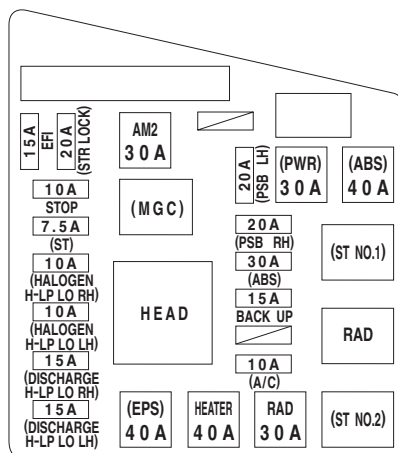 15A
EFI
20A
(STR LOCK)
AM2
30A
20A
(PSB LH)
(PWR)
30A
(ABS)
40A
10A
STOP
7.5A
(ST)
10A
(HALOGEN
H-LP LO RH)
10A
(HALOGEN
H-LP LO LH)
15A
(DISCHARGE
H-LP LO RH)
15A
(DISCHARGE
H-LP LO LH)
(MGC)
HEAD
20A
(PSB RH)
30A
(ABS)
15A
BACK UP
10A
(A/C)
(ST NO.1)
RAD
(EPS)
40A
HEATER
40A
RAD
30A
(ST NO.2)